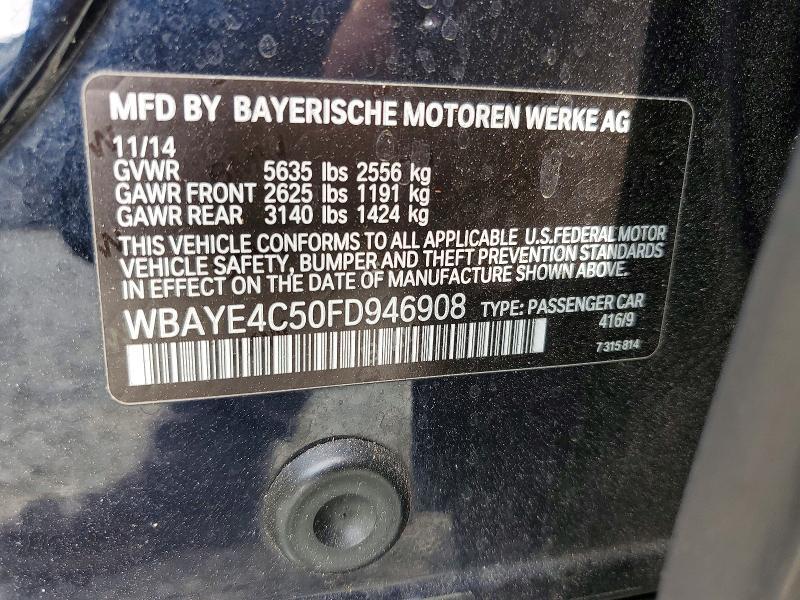 MFD BY BAYERISCHE MOTOREN WERKE AG
11/14
GVWR 5635 lbs 2556 kg
GAWR FRONT 2625 lbs 1191 kg
GAWR REAR 3140 lbs 1424 kg
THIS VEHICLE CONFORMS TO ALL APPLICABLE U.S.FEDERAL MOTOR
VEHICLE SAFETY, BUMPER AND THEFT PREVENTION STANDARDS
IN EFFECT ON THE DATE OF MANUFACTURE SHOWN ABOVE.
WBAYE4C50FD946908 TYPE: PASSENGER CAR
416/9
7 315 814